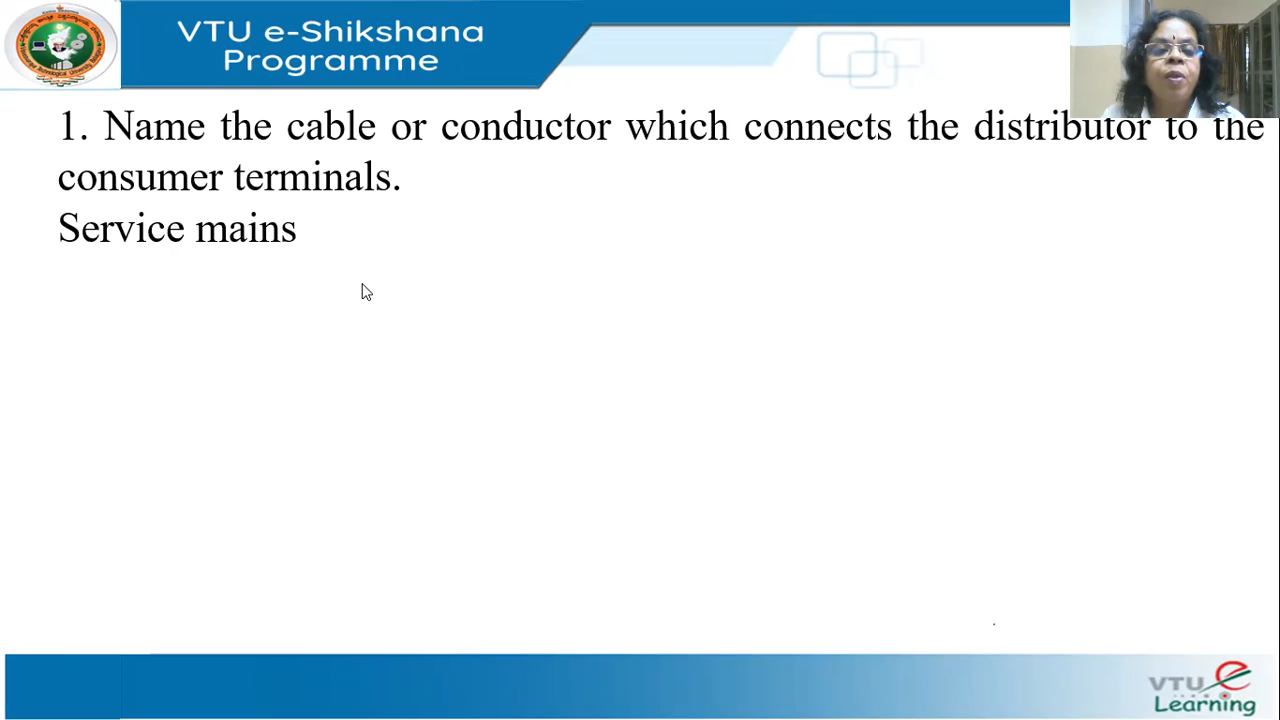 VTU e-Shikshana
Programme
1. Name the cable or conductor which connects the distributor to the
consumer terminals.
Service mains
VTU e
Learning